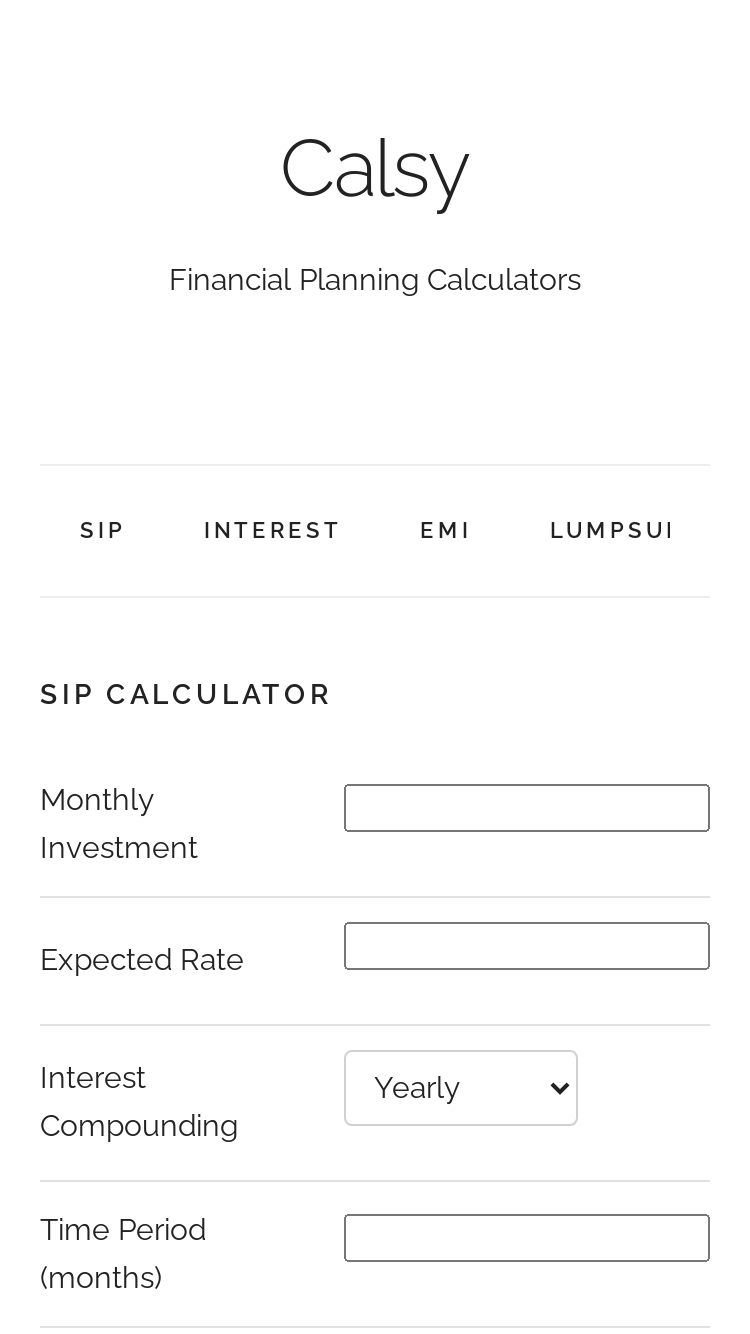 Calsy
Financial Planning Calculators
SIP INTEREST EMI LUMPSU
SIP CALCULATOR
Monthly
Investment
Expected Rate
Interest
Compounding
Yearly
Time Period
(months)